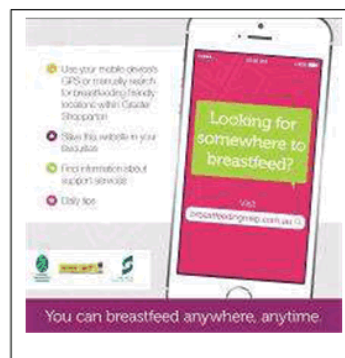 Use your mobile device's
GPS or manually search
for breastfeeding friendly
locations within Greater
Shepparton
Save this website in your
favourites
Find information about
support services
Daily tips
Looking for
somewhere to
breastfeed?
Visit
breastfeedingmap.com.au
You can breastfeed anywhere, anytime.